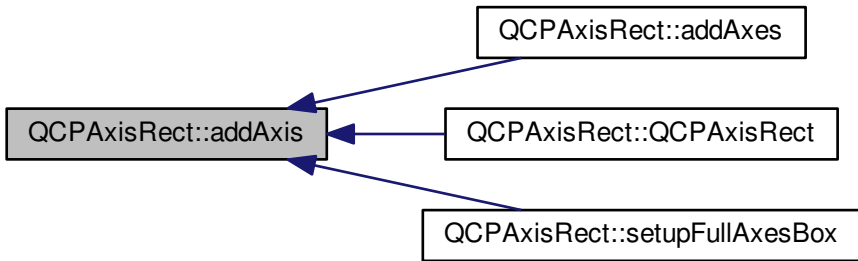 QCPAxisRect::addAxes
QCPAxisRect::addAxis
QCPAxisRect::QCPAxisRect
QCPAxisRect::setupFullAxesBox